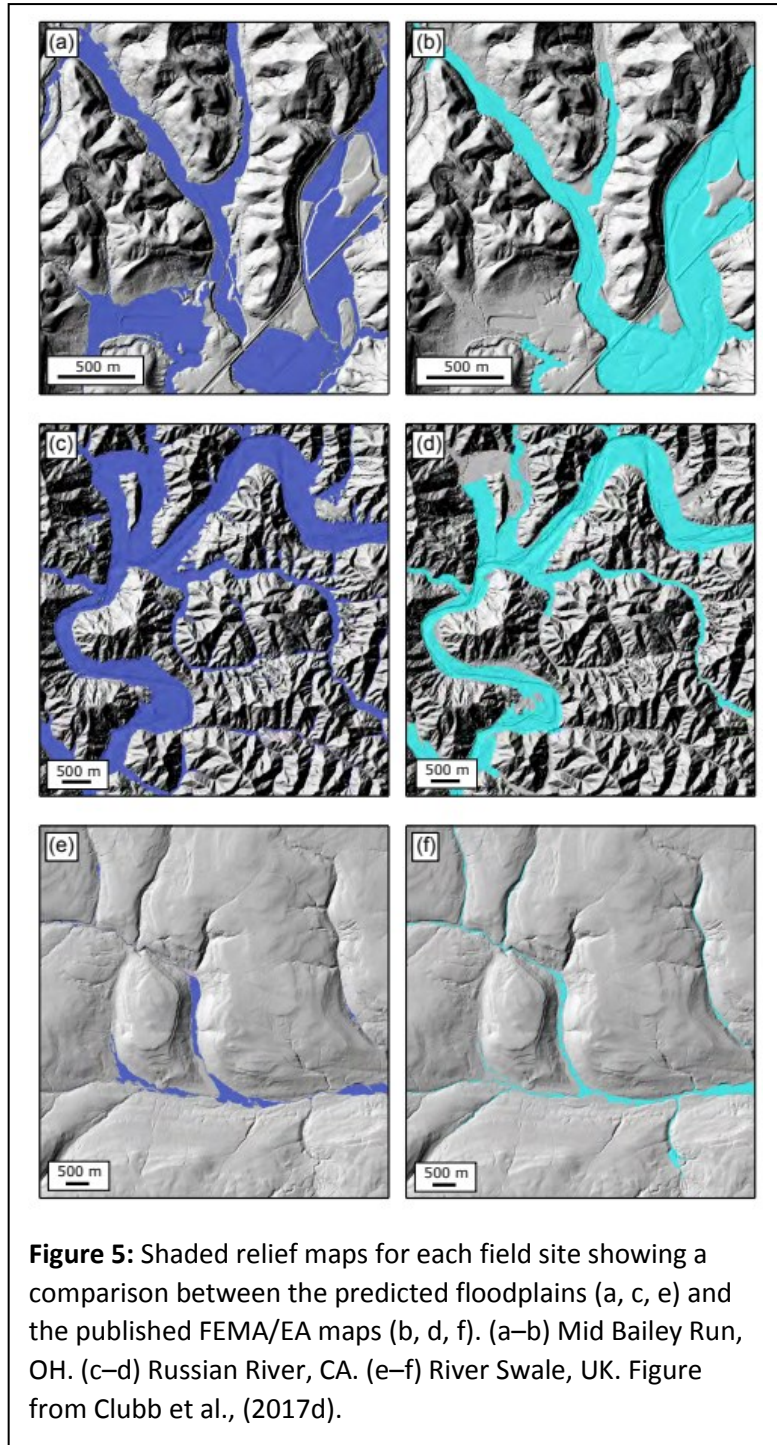 (a)
(b)
500 m
500 m
(c)
(d)
500 m
500 m
(e)
(f)
500 m
500 m
Figure 5: Shaded relief maps for each field site showing a
comparison between the predicted floodplains (a, c, e) and
the published FEMA/EA maps (b, d, f). (a–b) Mid Bailey Run,
OH. (c–d) Russian River, CA. (e–f) River Swale, UK. Figure
from Clubb et al., (2017d).